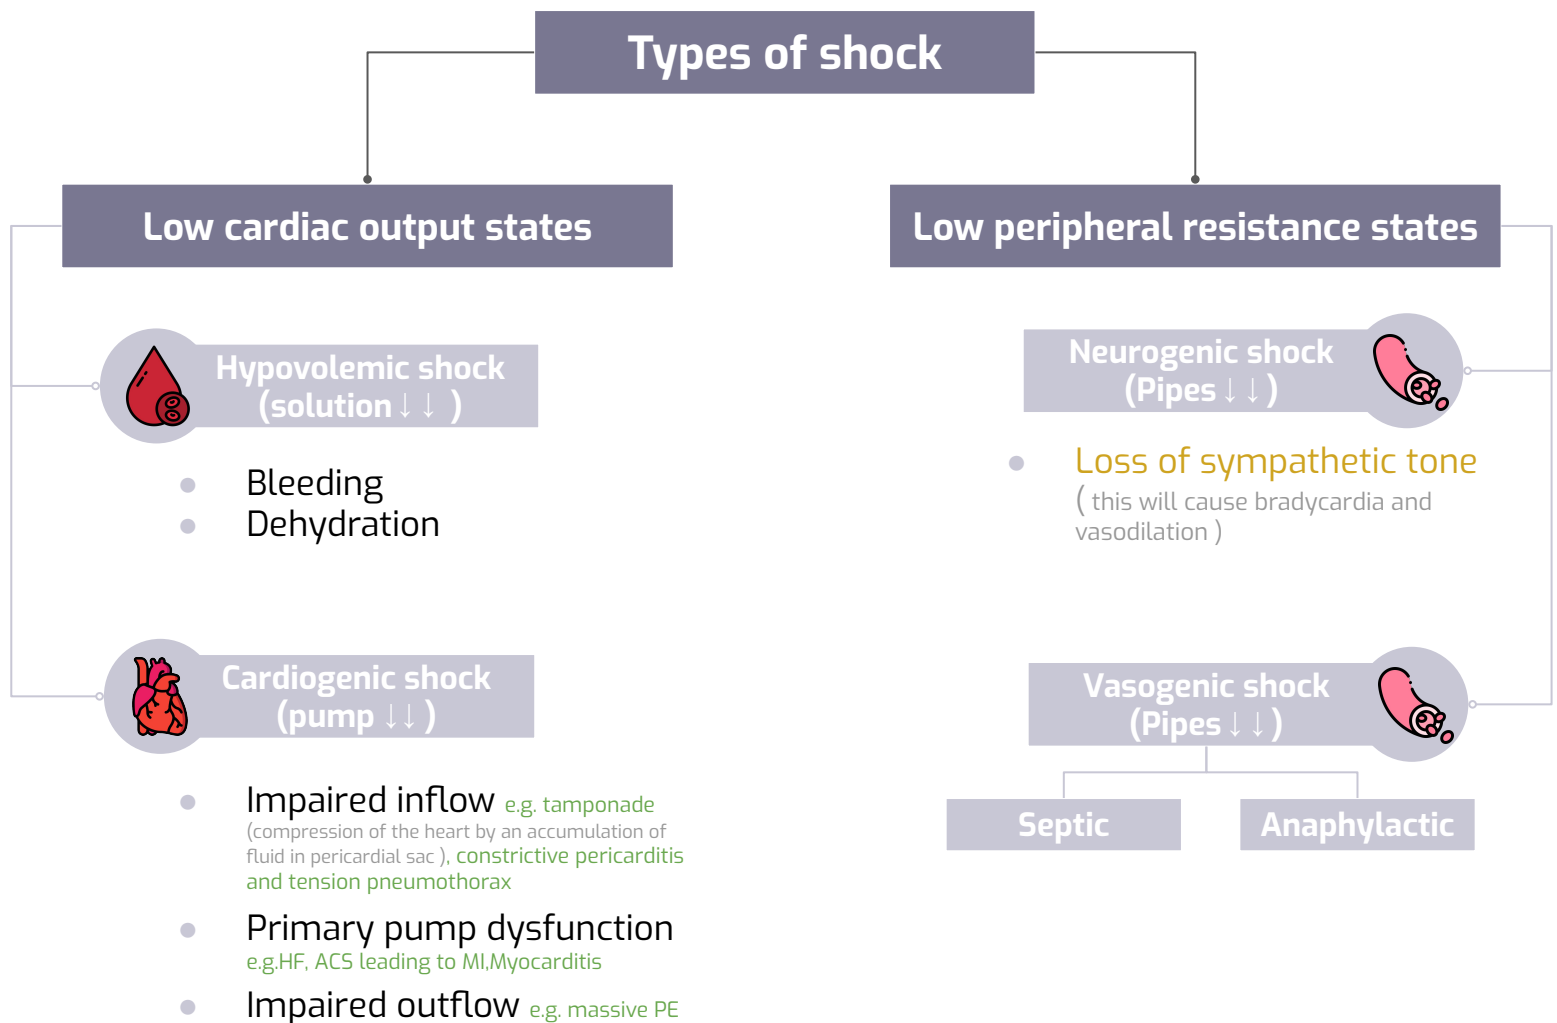 Types of shock
Low cardiac output states
Hypovolemic shock
(solution↓↓ )
Bleeding
Dehydration
Cardiogenic shock
(pump ↓↓ )
Impaired inflow e.g. tamponade
(compression of the heart by an accumulation of
fluid in pericardial sac ), constrictive pericarditis
and tension pneumothorax
Primary pump dysfunction
e.g.HF, ACS leading to MI,Myocarditis
Impaired outflow e.g. massive PE
Low peripheral resistance states
Neurogenic shock
(Pipes↓↓)
Loss of sympathetic tone
( this will cause bradycardia and
vasodilation )
Vasogenic shock
(Pipes↓↓)
Septic
Anaphylactic